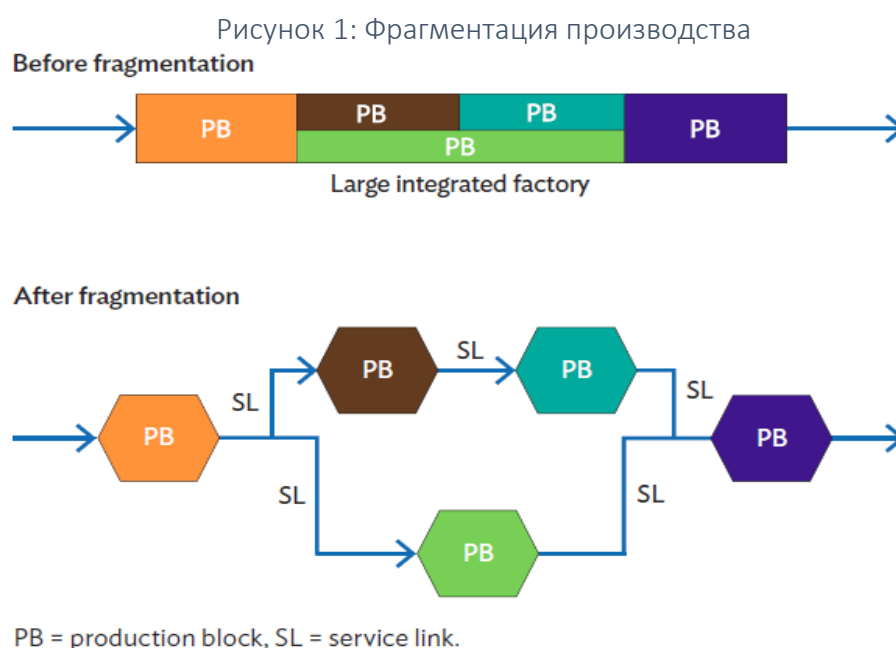 Рисунок 1: Фрагментация производства
Before fragmentation
PB
PB
PB
PB
PB
Large integrated factory
After fragmentation
PB
SL
PB
SL
PB
SL
PB
SL
PB
SL
PB = production block, SL = service link.